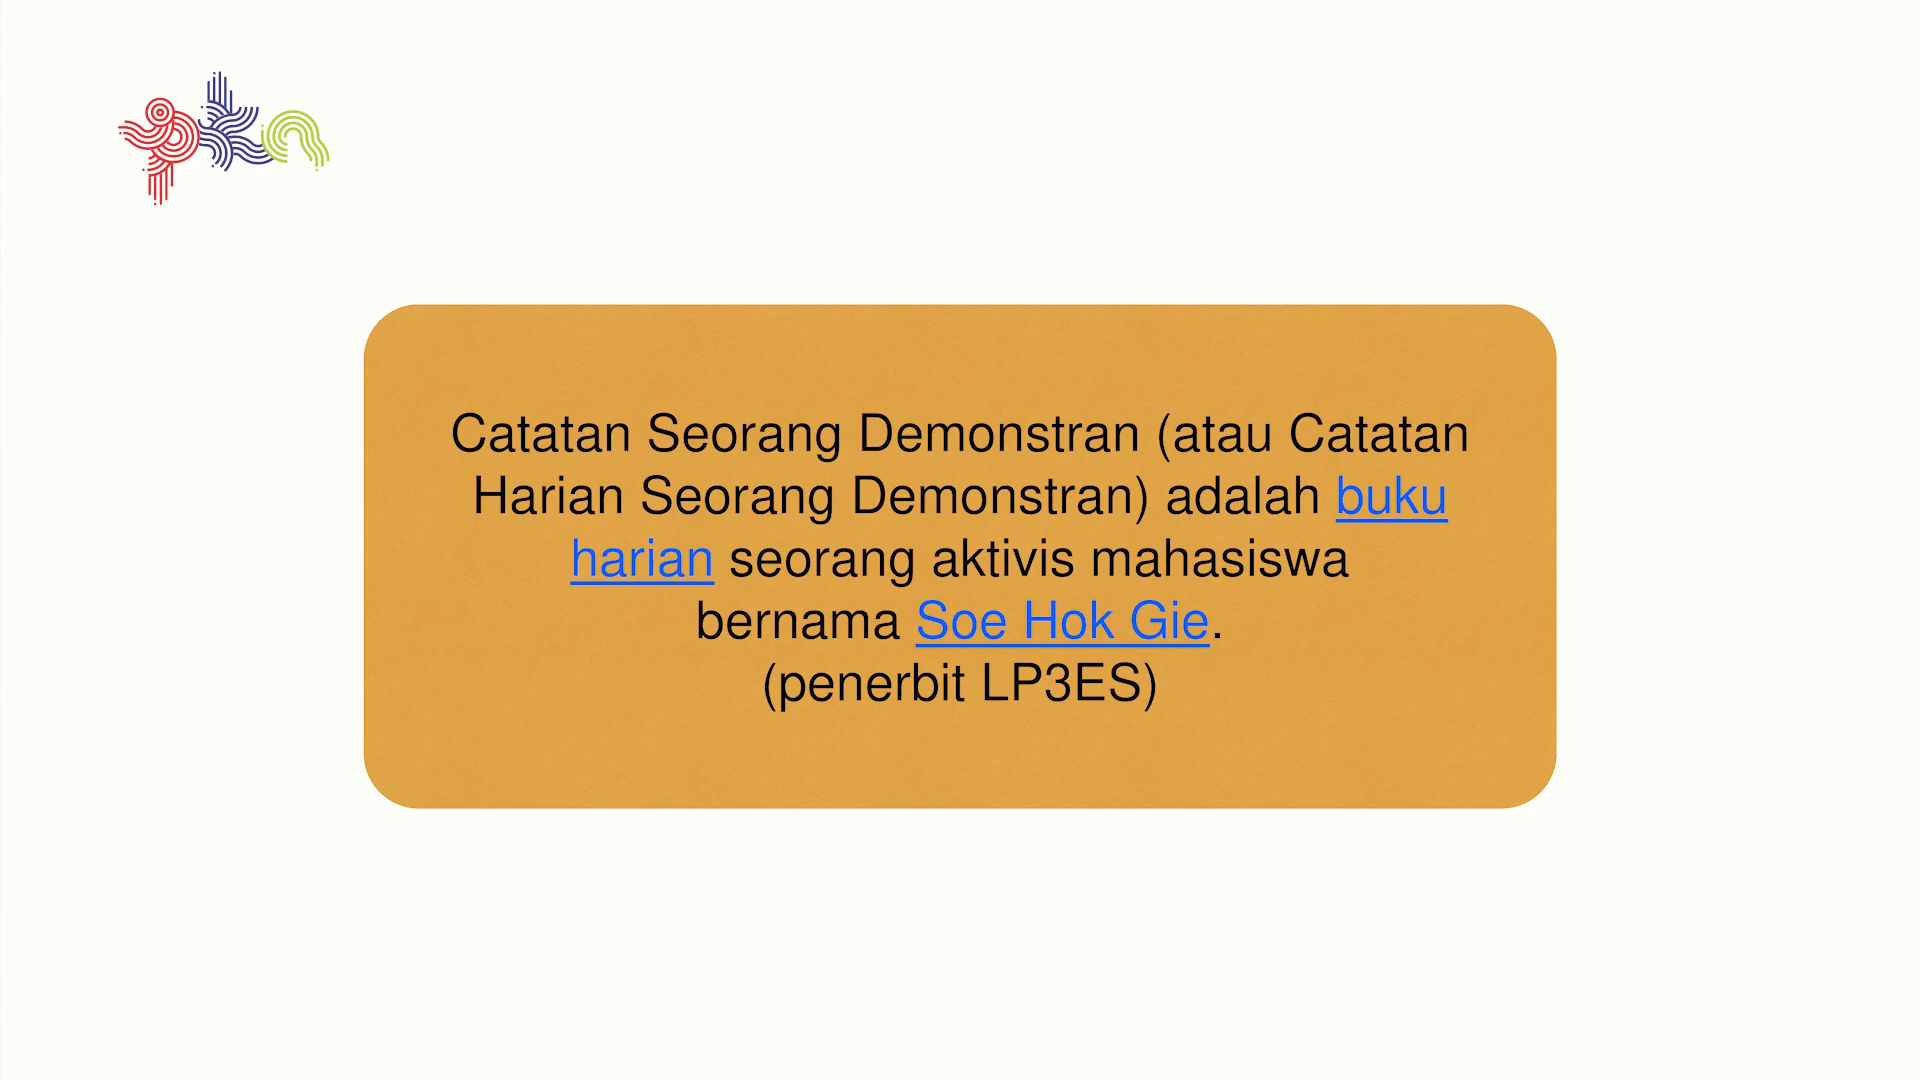 pkn
Catatan Seorang Demonstran (atau Catatan
Harian Seorang Demonstran) adalah buku
harian seorang aktivis mahasiswa
bernama Soe Hok Gie.
(penerbit LP3ES)